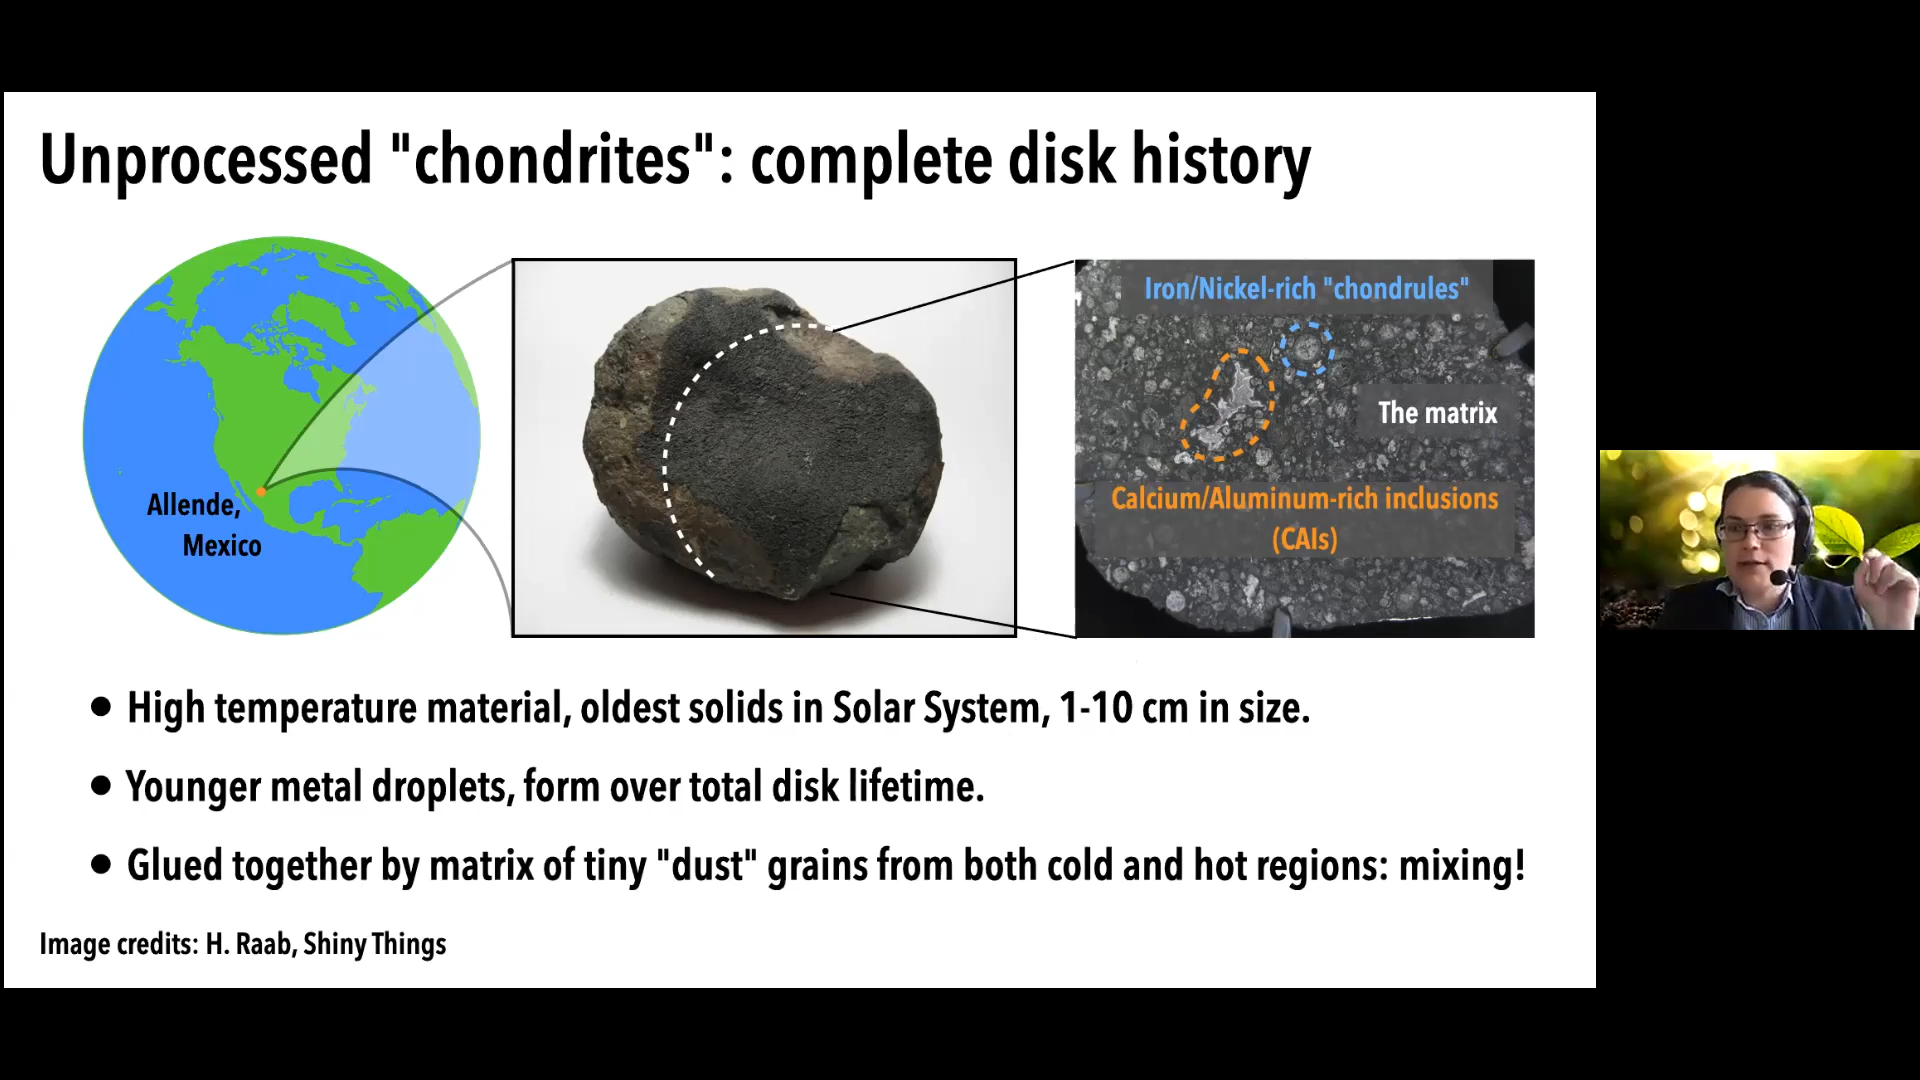 Unprocessed "chondrites": complete disk history
Allende,
Mexico
Iron/Nickel-rich "chondrules"
The matrix
Calcium/Aluminum-rich inclusions
(CAIs)
• High temperature material, oldest solids in Solar System, 1-10 cm in size.
• Younger metal droplets, form over total disk lifetime.
• Glued together by matrix of tiny "dust" grains from both cold and hot regions: mixing!
Image credits: H. Raab, Shiny Things